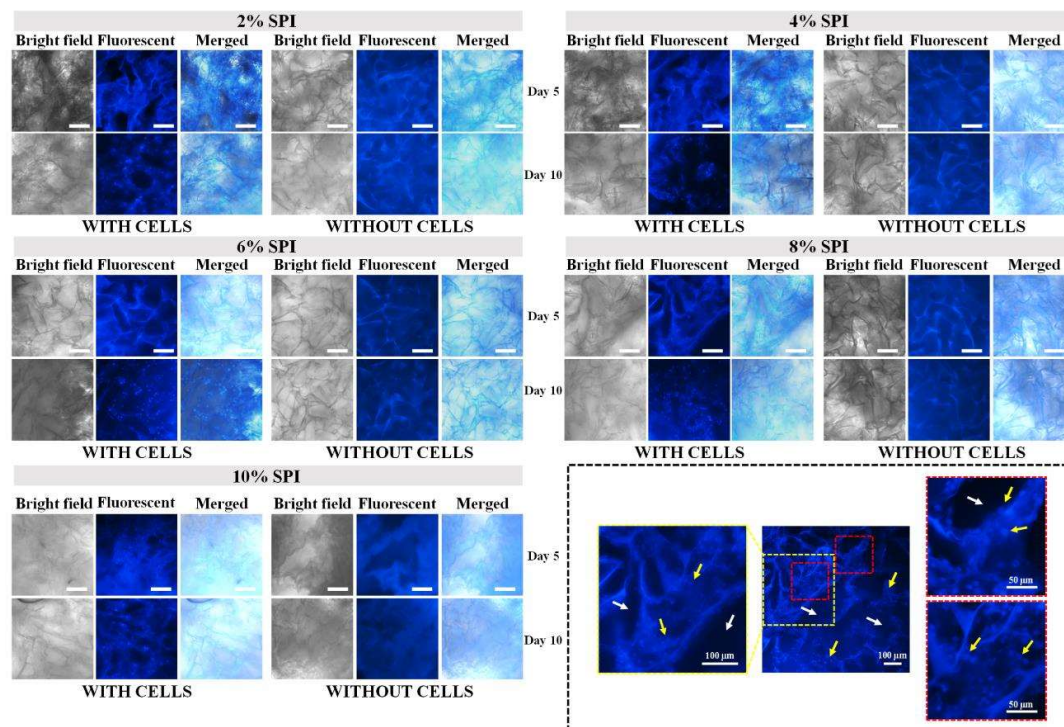 2% SPI
Bright field Fluorescent Merged Bright field Fluorescent Merged
WITH CELLS WITHOUT CELLS
Day 5
Day 10
4% SPI
Bright field Fluorescent Merged Bright field Fluorescent Merged
WITH CELLS WITHOUT CELLS
6% SPI
Bright field Fluorescent Merged Bright field Fluorescent Merged
WITH CELLS WITHOUT CELLS
Day 5
Day 10
8% SPI
Bright field Fluorescent Merged Bright field Fluorescent Merged
WITH CELLS WITHOUT CELLS
10% SPI
Bright field Fluorescent Merged Bright field Fluorescent Merged
Day 5
Day 10
WITH CELLS WITHOUT CELLS
100 μm
100 μm
50 μm
50 μm